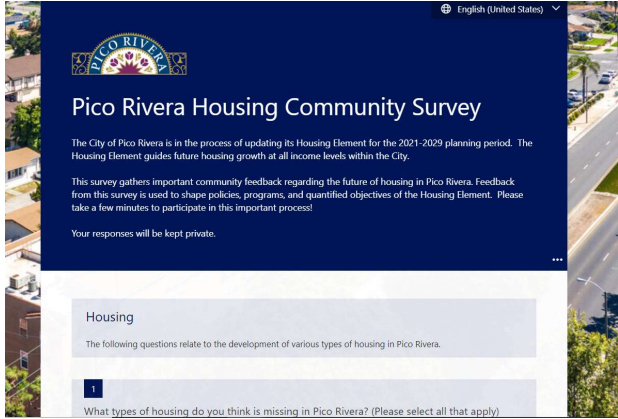 English (United States)
PICO RIVERA
Pico Rivera Housing Community Survey
The City of Pico Rivera is in the process of updating its Housing Element for the 2021-2029 planning period. The
Housing Element guides future housing growth at all income levels within the City.
This survey gathers important community feedback regarding the future of housing in Pico Rivera. Feedback
from this survey is used to shape policies, programs, and quantified objectives of the Housing Element. Please
take a few minutes to participate in this important process!
Your responses will be kept private.
...
Housing
The following questions relate to the development of various types of housing in Pico Rivera.
1
What types of housing do you think is missing in Pico Rivera? (Please select all that apply)